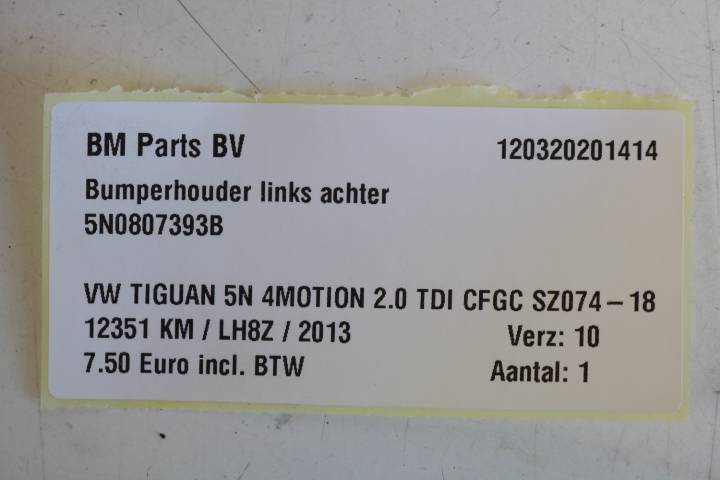 BM Parts BV 120320201414
Bumperhouder links achter
5N0807393B
VW TIGUAN 5N 4MOTION 2.0 TDI CFGC SZ074-18
12351 KM / LH8Z / 2013 Verz: 10
7.50 Euro incl. BTW Aantal: 1